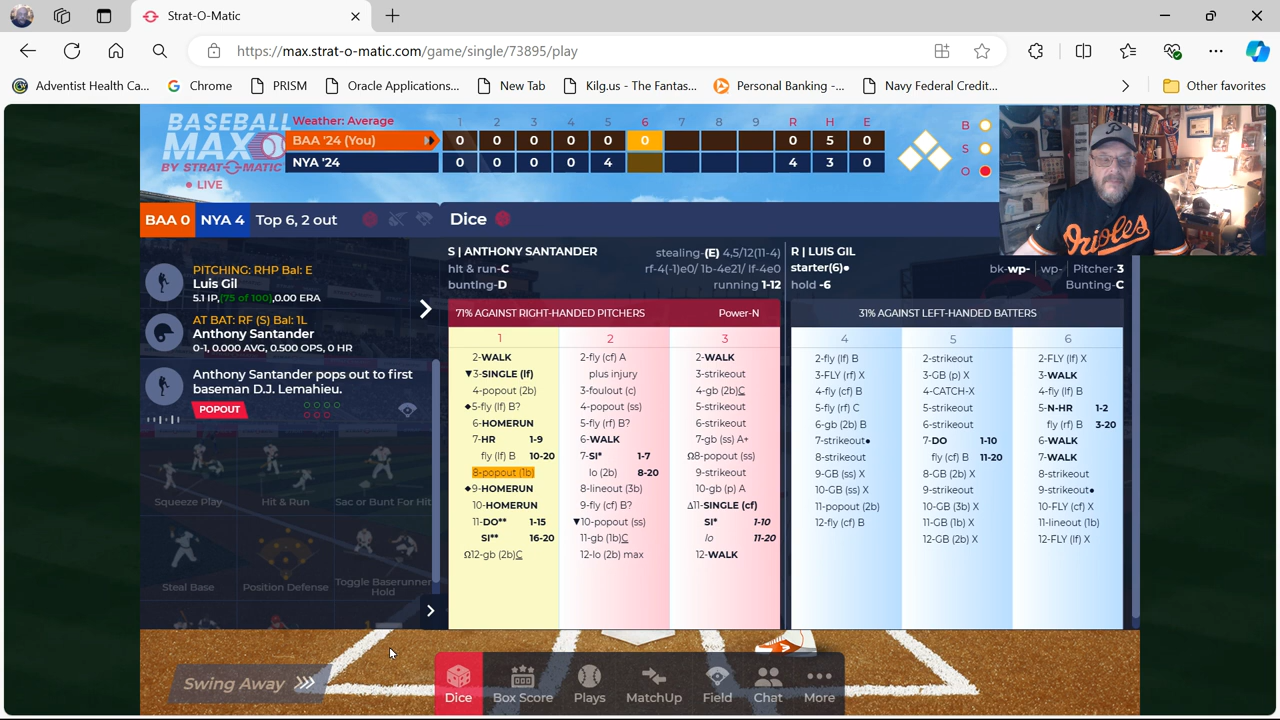 Strat-O-Matic
https://max.strat-o-matic.com/game/single/73895/play
Adventist Health Ca...
Chrome
PRISM
Oracle Applications...
New Tab
Kilg.us - The Fantas...
Personal Banking -...
Navy Federal Credit...
Other favorites
BASEBALL
MAX
BY STRAT-O-MATIC
LIVE
Weather: Average 1 2 3 4 5 6 7 8 9 R H E
BAA '24 (You) 0 0 0 0 0 0 0 5 0
NYA '24 0 0 0 0 4 4 3 0
B
S
O
Orioles
BAA 0 NYA 4 Top 6, 2 out
Dice
PITCHING: RHP Bal: E
Luis Gil
5.1 IP,(75 of 100),0.00 ERA
AT BAT: RF (S) Bal: 1L
Anthony Santander
0-1, 0.000 AVG, 0.500 OPS, 0 HR
Anthony Santander pops out to first
baseman D.J. Lemahieu.
POPOUT
Squeeze Play
Hit & Run
Sac or Bunt For Hit
Steal Base
Position Defense
Toggle Baserunner
Hold
S | ANTHONY SANTANDER
stealing-(E) 4,5/12(11-4)
hit & run-C
rf-4(-1)e0/ 1b-4e21/ lf-4e0
bunting-D
running 1-12
71% AGAINST RIGHT-HANDED PITCHERS
Power-N
1
2-WALK
▼3-SINGLE (lf)
4-popout (2b)
◆5-fly (lf) B?
6-HOMERUN
7-HR 1-9
fly (lf) B 10-20
8-popout (1b)
◆9-HOMERUN
10-HOMERUN
11-DO** 1-15
SI** 16-20
Ω12-gb (2b)C
2
2-fly (cf) A
plus injury
3-foulout (c)
4-popout (ss)
5-fly (rf) B?
6-WALK
7-SI* 1-7
lo (2b) 8-20
8-lineout (3b)
9-fly (cf) B?
▼10-popout (ss)
11-gb (1b)C
12-lo (2b) max
3
2-WALK
3-strikeout
4-gb (2b)C
5-strikeout
6-strikeout
7-gb (ss) A+
Ω8-popout (ss)
9-strikeout
10-gb (p) A
Δ11-SINGLE (cf)
SI* 1-10
lo 11-20
12-WALK
R | LUIS GIL
starter(6)●
bk-wp- wp- Pitcher-3
hold -6
Bunting-C
31% AGAINST LEFT-HANDED BATTERS
4
2-fly (lf) B
3-FLY (rf) X
4-fly (cf) B
5-fly (rf) C
6-gb (2b) B
7-strikeout●
8-strikeout
9-GB (ss) X
10-GB (ss) X
11-popout (2b)
12-fly (cf) B
5
2-strikeout
3-GB (p) X
4-CATCH-X
5-strikeout
6-strikeout
7-DO 1-10
fly (cf) B 11-20
8-GB (2b) X
9-strikeout
10-GB (3b) X
11-GB (1b) X
12-GB (2b) X
6
2-FLY (lf) X
3-WALK
4-fly (lf) B
5-N-HR 1-2
fly (rf) B 3-20
6-WALK
7-WALK
8-strikeout
9-strikeout●
10-FLY (cf) X
11-lineout (1b)
12-FLY (lf) X
Swing Away
Dice
Box Score
Plays
MatchUp
Field
Chat
More